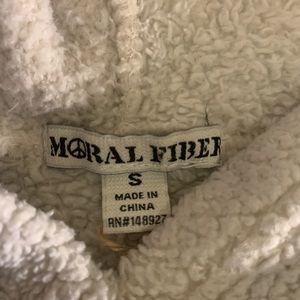 MORAL FIBER
S
MADE IN
CHINA
RN#148927